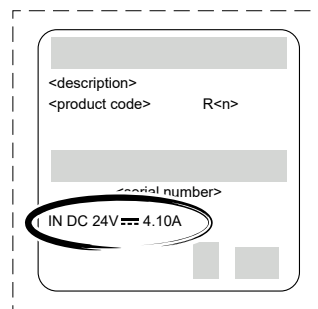 <description>
<product code> R<n>
<serial number>
IN DC 24V ⎓ 4.10A